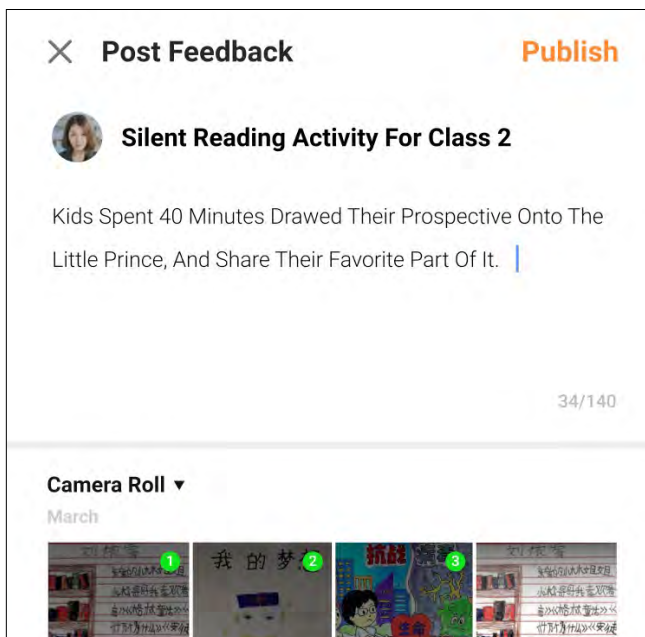 Post Feedback Publish
Silent Reading Activity For Class 2
Kids Spent 40 Minutes Drawed Their Prospective Onto The
Little Prince, And Share Their Favorite Part Of It.
34/140
Camera Roll
March
1 2 3
我的梦
抗战
生命